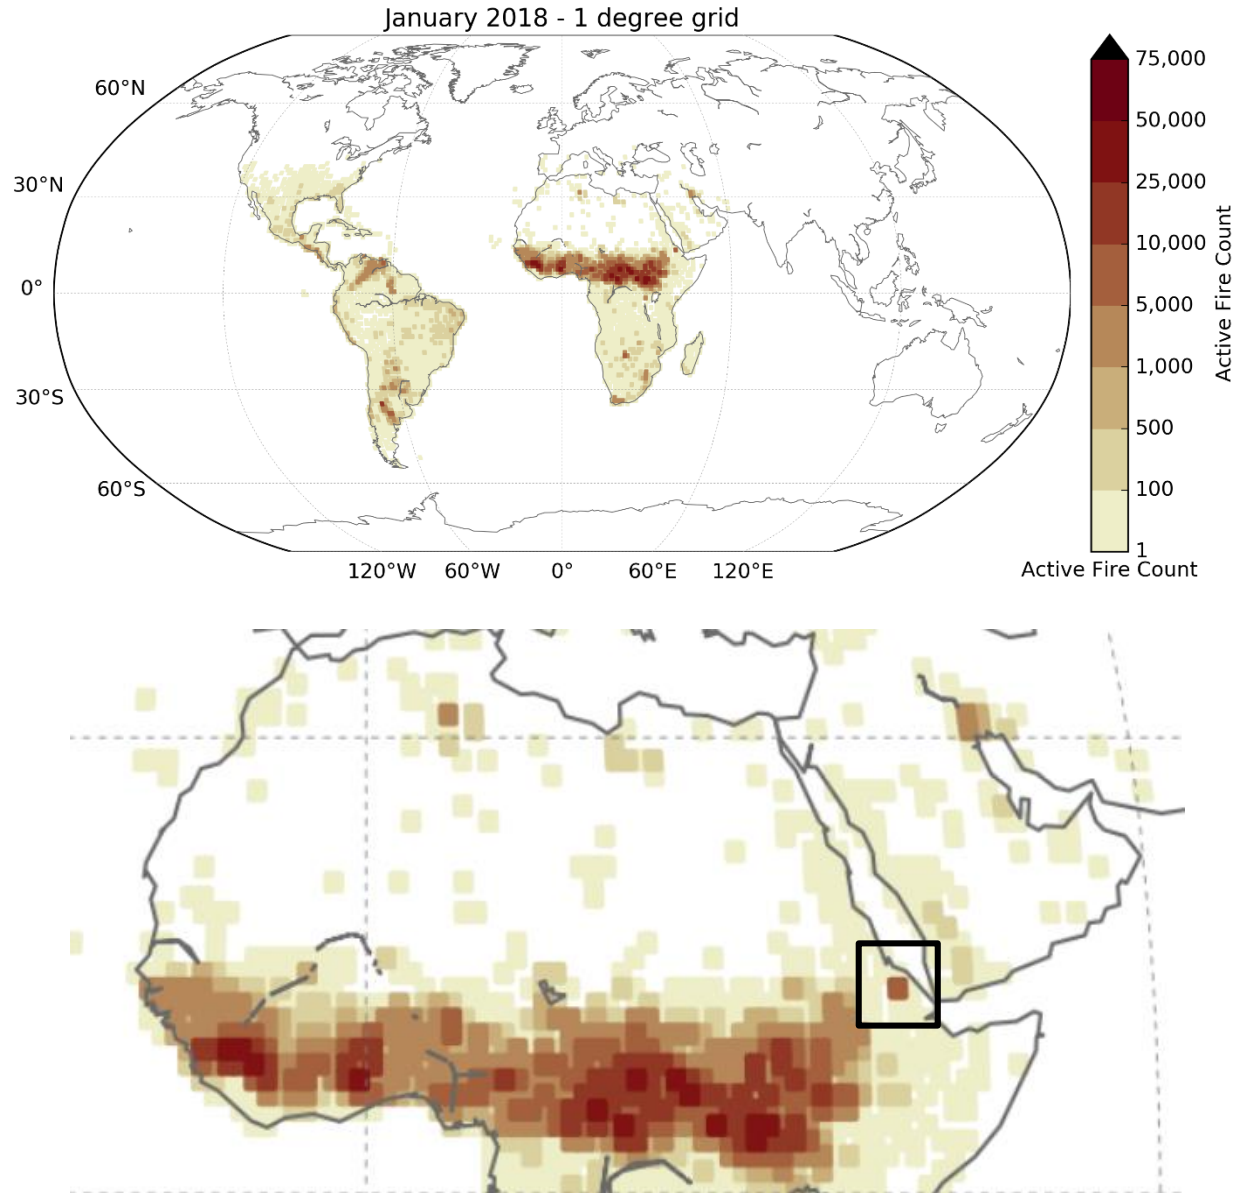 January 2018 - 1 degree grid
60°N
30°N
0°
30°S
60°S
120°W 60°W 0° 60°E 120°E
75,000
50,000
25,000
10,000
5,000
1,000
500
100
1
Active Fire Count
Active Fire Count